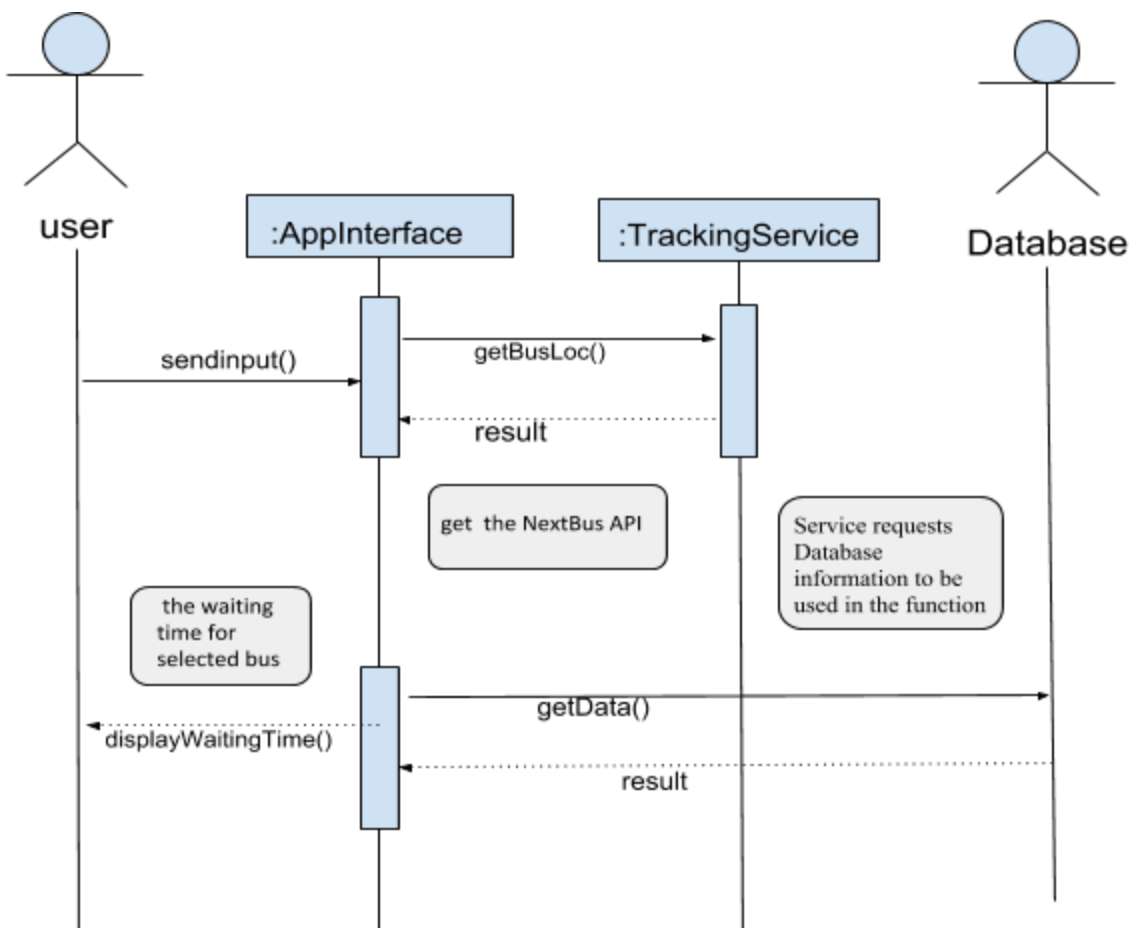 user
:AppInterface
:TrackingService
Database
sendinput()
getBusLoc()
result
get the NextBus API
Service requests
Database
information to be
used in the function
the waiting
time for
selected bus
getData()
displayWaitingTime()
result